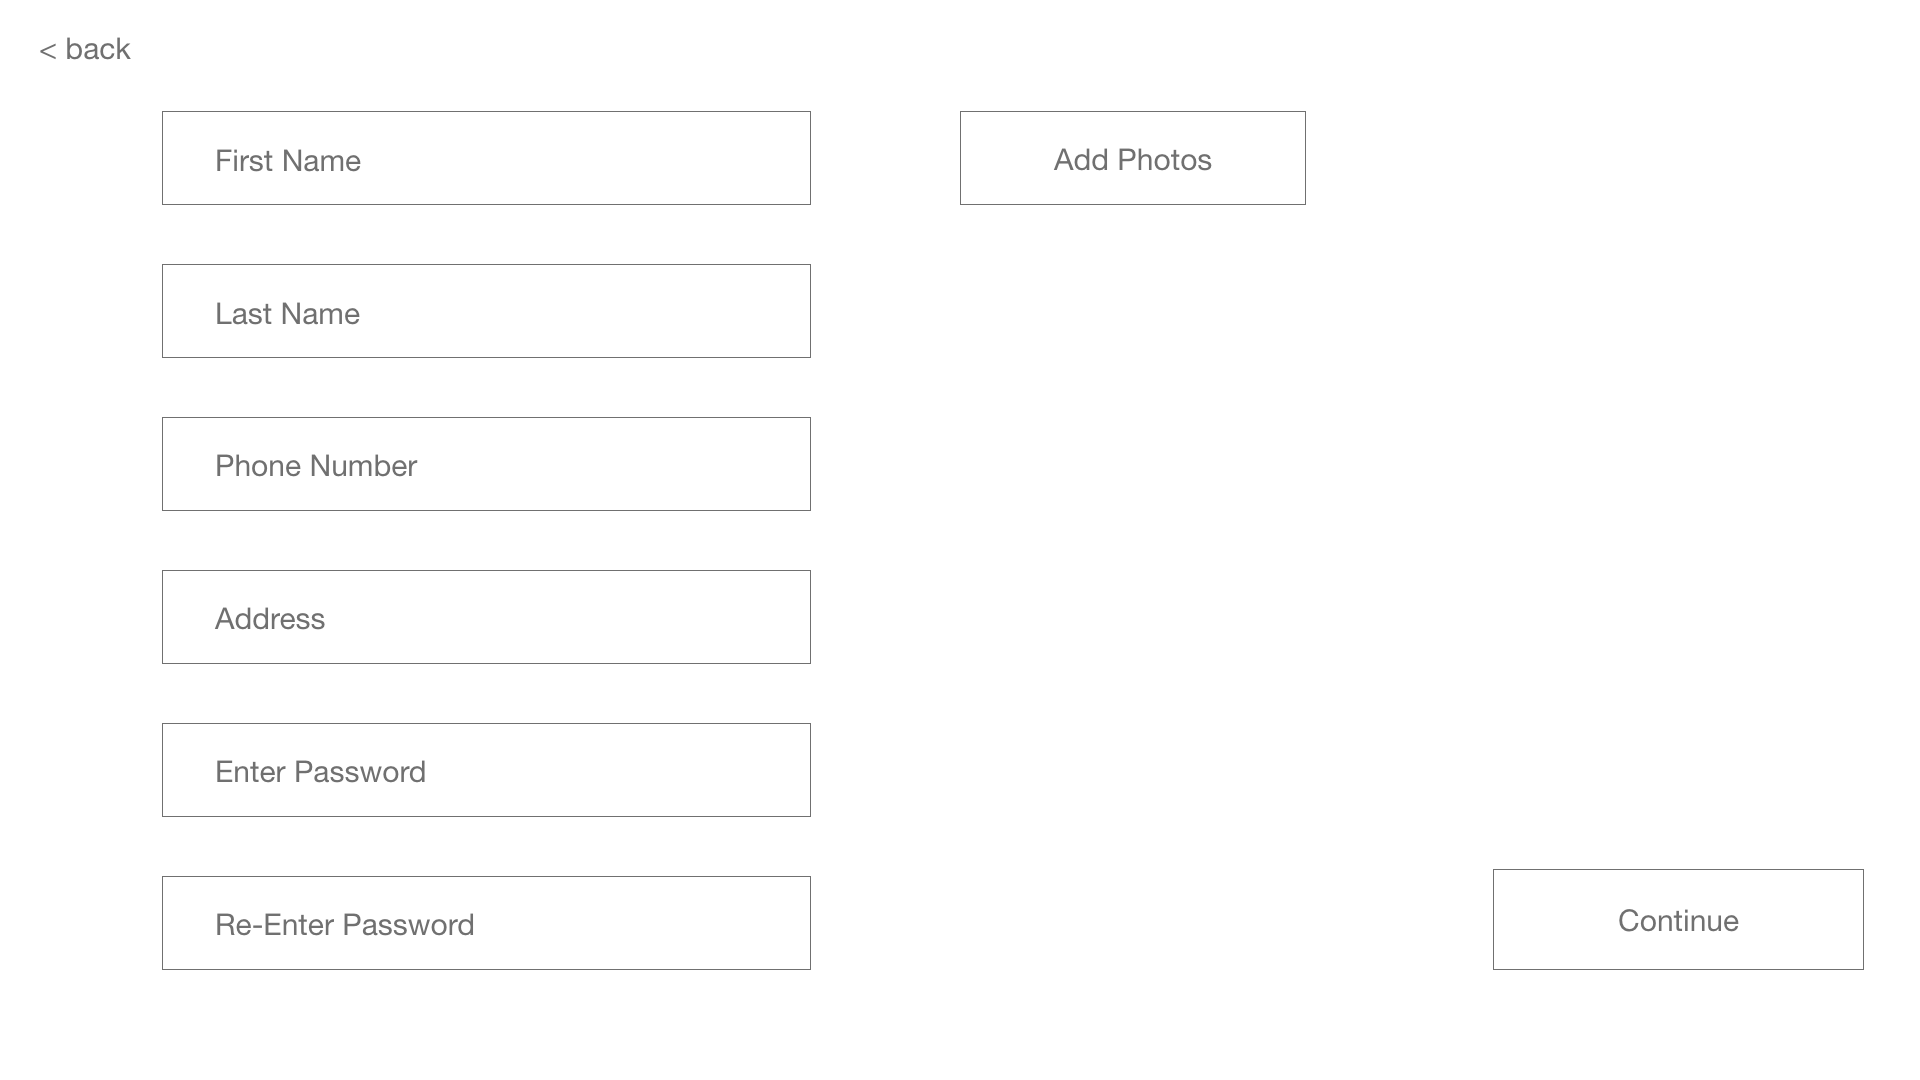 < back
First Name
Add Photos
Last Name
Phone Number
Address
Enter Password
Re-Enter Password
Continue